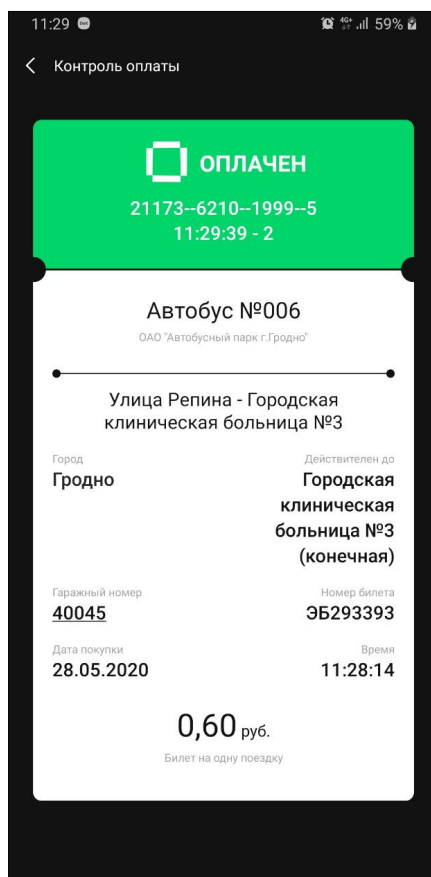 11:29
4G+ 59%
Контроль оплаты
ОПЛАЧЕН
21173--6210--1999--5
11:29:39 - 2
Автобус №006
ОАО "Автобусный парк г.Гродно"
Улица Репина - Городская
клиническая больница №3
Город
Гродно
Действителен до
Городская
клиническая
больница №3
(конечная)
Гаражный номер
40045
Номер билета
ЭБ293393
Дата покупки
28.05.2020
Время
11:28:14
0,60 руб.
Билет на одну поездку